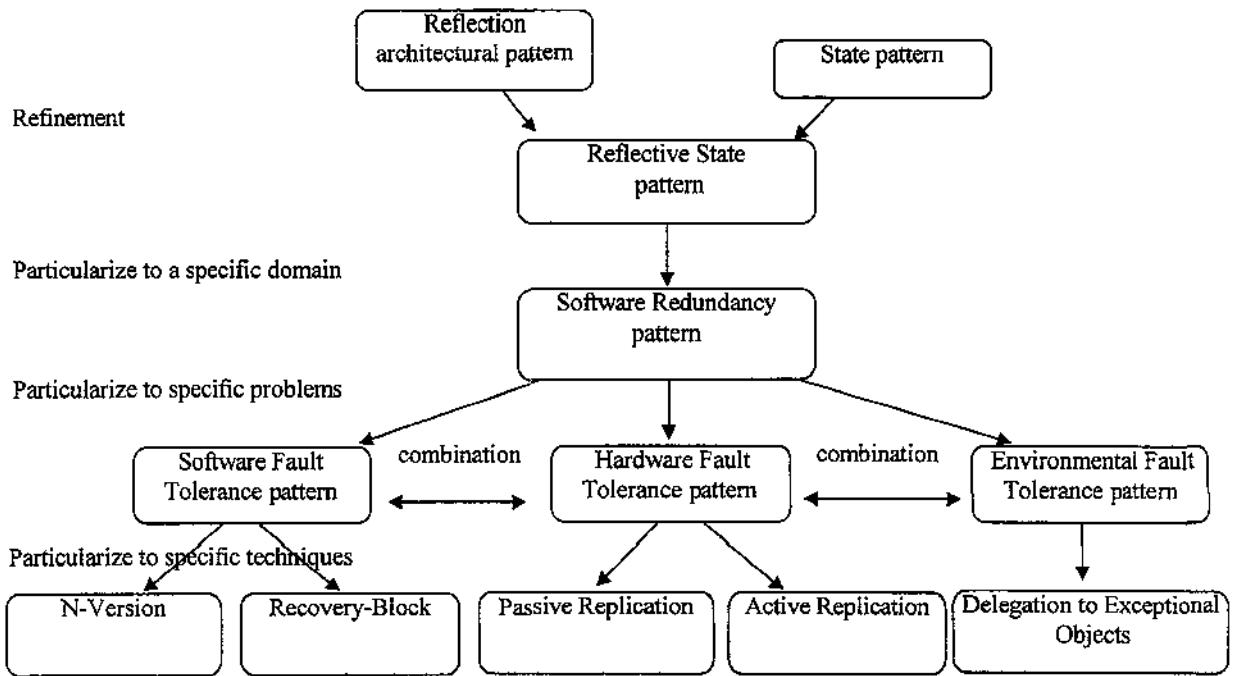 Reflection
architectural pattern
State pattern
Refinement
Reflective State
pattern
Particularize to a specific domain
Software Redundancy
pattern
Particularize to specific problems
Software Fault
Tolerance pattern
combination
Hardware Fault
Tolerance pattern
combination
Environmental Fault
Tolerance pattern
Particularize to specific techniques
N-Version
Recovery-Block
Passive Replication
Active Replication
Delegation to Exceptional
Objects